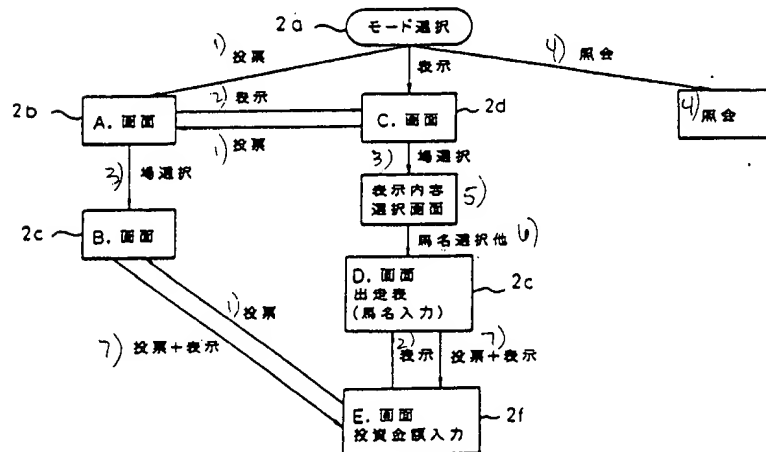 2a モード選択
1) 投票
表示
4) 照会
2b
A. 画面
2) 表示
1) 投票
C. 画面
2d
4) 照会
3) 場選択
3) 場選択
表示内容
選択画面
5)
2c
B. 画面
馬名選択他 6)
D. 画面
出走表
(馬名入力)
2c
1) 投票
7) 投票+表示
2) 表示
7) 投票+表示
E. 画面
投資金額入力
2f